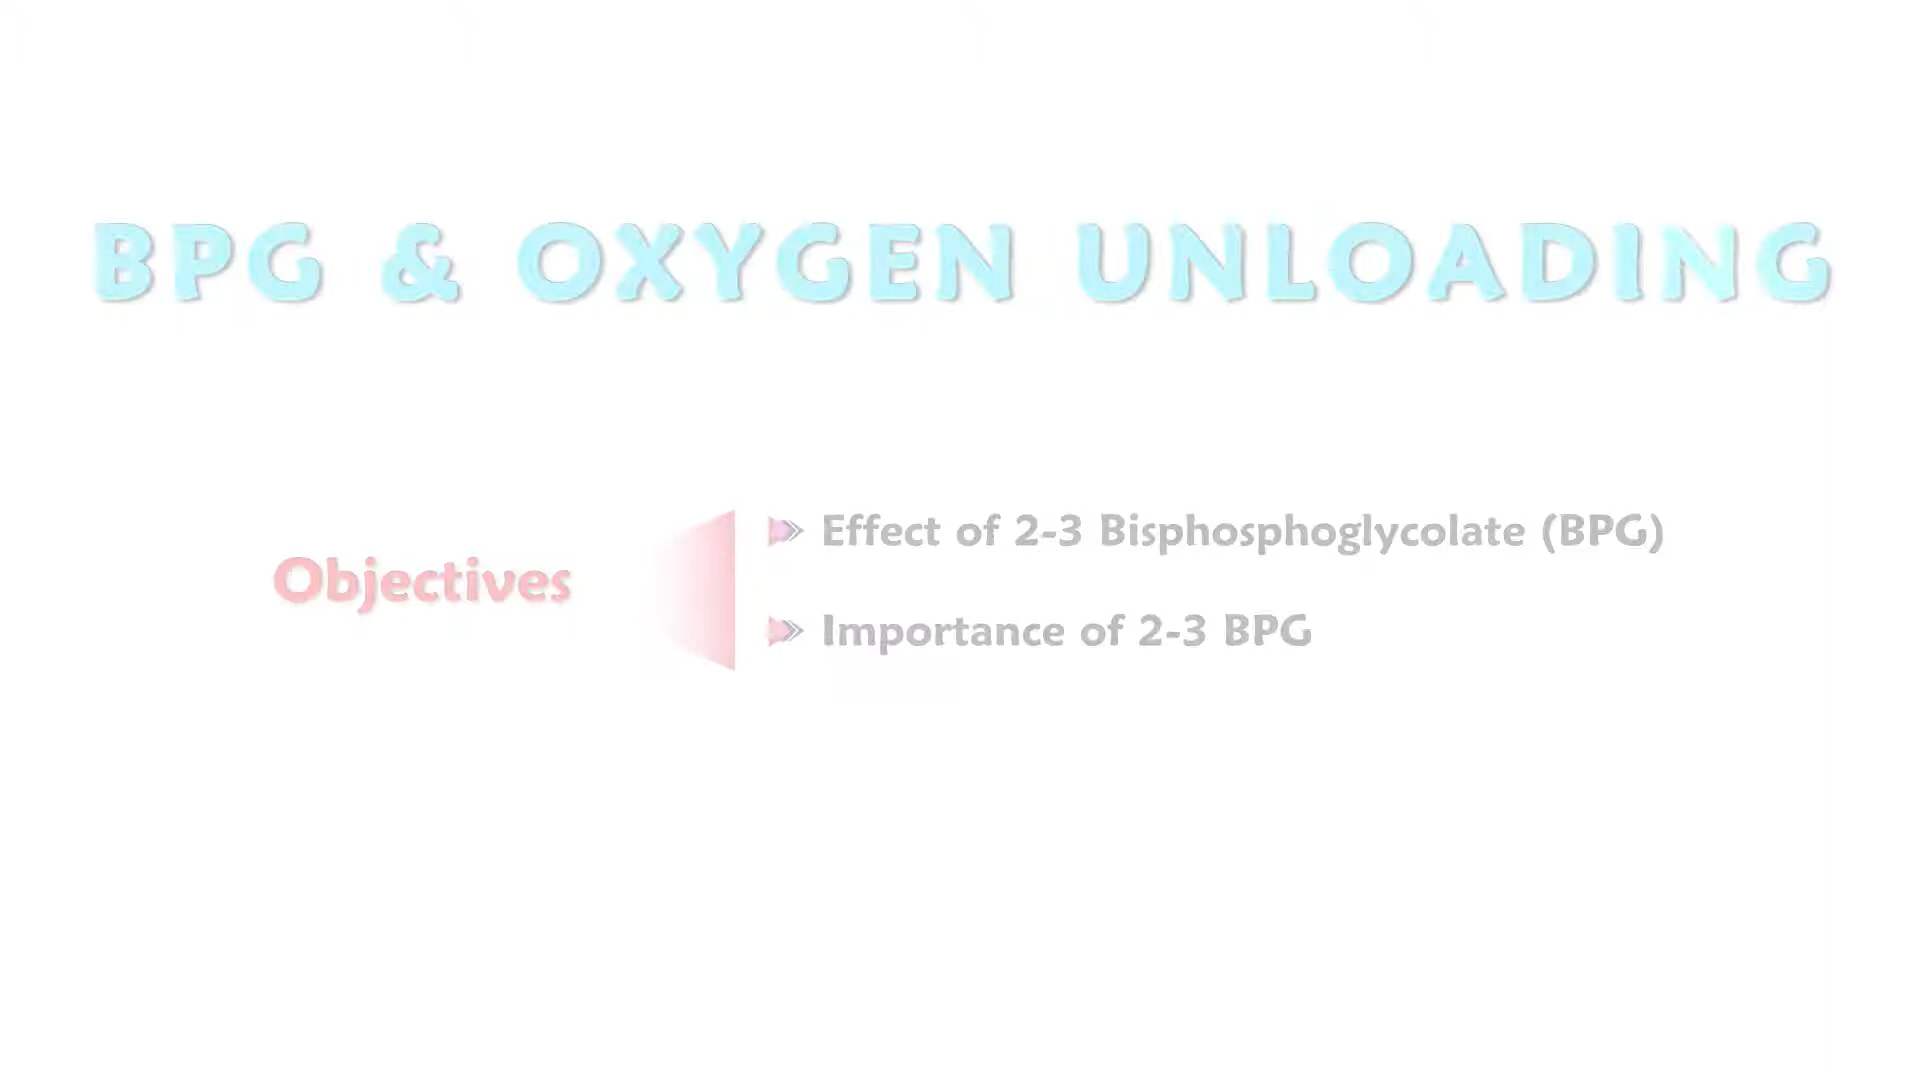 BPG & OXYGEN UNLOADING
Objectives
Effect of 2-3 Bisphosphoglycolate (BPG)
Importance of 2-3 BPG